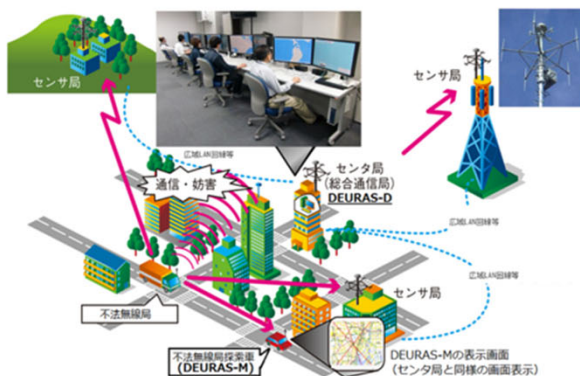 センサ局
センサ局
広域LAN回線等
センタ局
(総合通信局)
DEURAS-D
通信・妨害
広域LAN回線等
広域LAN回線等
センサ局
不法無線局
不法無線局探索車
(DEURAS-M)
DEURAS-Mの表示画面
(センタ局と同様の画面表示)